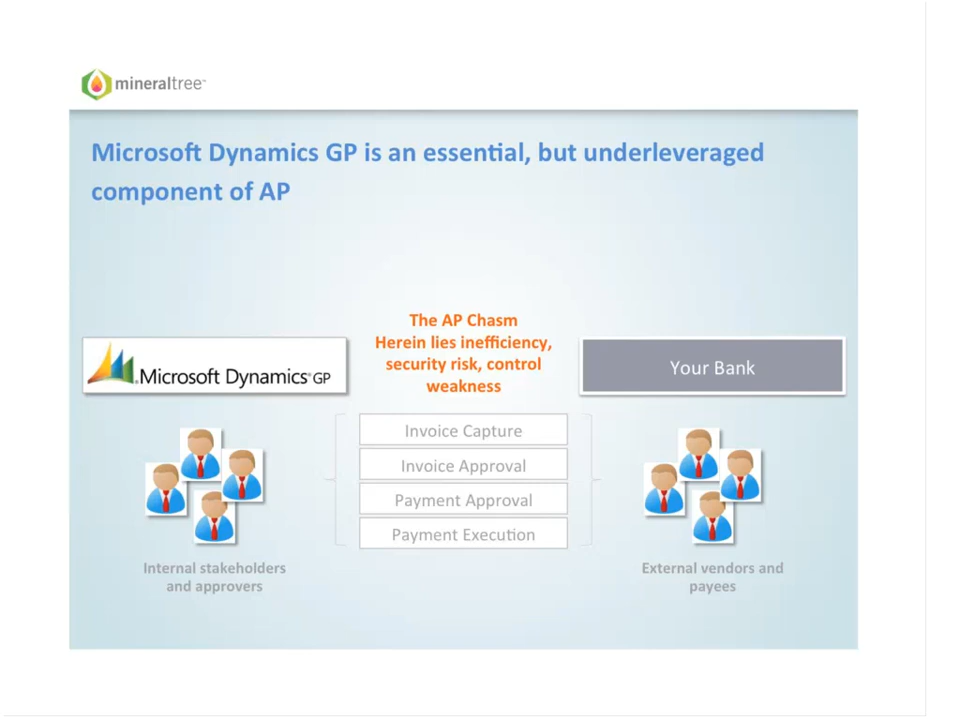 mineraltree™
Microsoft Dynamics GP is an essential, but underleveraged
component of AP
The AP Chasm
Herein lies inefficiency,
security risk, control
weakness
Microsoft Dynamics® GP
Your Bank
Invoice Capture
Invoice Approval
Payment Approval
Payment Execution
Internal stakeholders
and approvers
External vendors and
payees